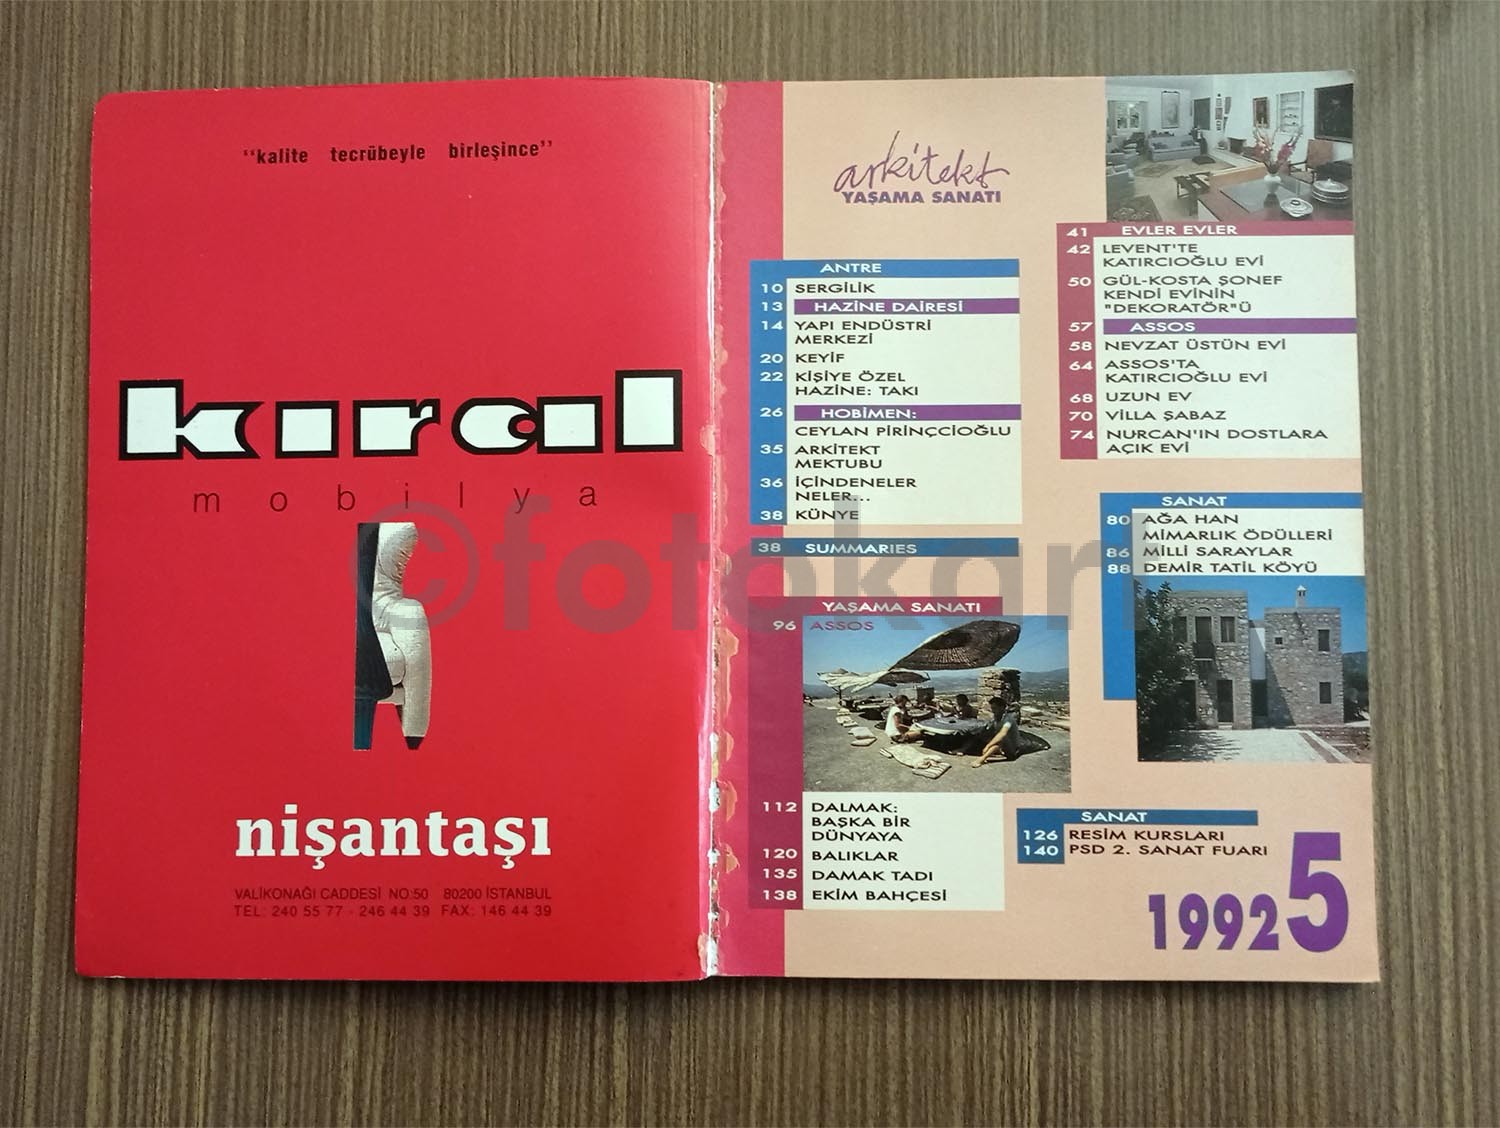 “kalite tecrübeyle birleşince”
kıral
mobilya
nişantaşı
VALİKONAĞI CADDESİ NO:50 80200 İSTANBUL
TEL: 240 55 77 - 246 44 39 FAX: 146 44 39
arkitekt
YAŞAMA SANATI
ANTRE
10 SERGİLİK
13 HAZİNE DAİRESİ
14 YAPI ENDÜSTRİ
MERKEZİ
20 KEYİF
22 KİŞİYE ÖZEL
HAZİNE: TAKI
26 HOBİMEN:
CEYLAN PİRİNÇCİOĞLU
35 ARKİTEKT
MEKTUBU
36 İÇİNDENELER
NELER...
38 KÜNYE
38 SUMMARIES
YAŞAMA SANATI
96 ASSOS
112 DALMAK:
BAŞKA BİR
DÜNYAYA
120 BALIKLAR
135 DAMAK TADI
138 EKİM BAHÇESİ
41 EVLER EVLER
42 LEVENT'TE
KATIRCIOĞLU EVİ
50 GÜL-KOSTA ŞONEF
KENDİ EVİNİN
"DEKORATÖR"Ü
57 ASSOS
58 NEVZAT ÜSTÜN EVİ
64 ASSOS'TA
KATIRCIOĞLU EVİ
68 UZUN EV
70 VİLLA ŞABAZ
74 NURCAN'IN DOSTLARA
AÇIK EVİ
SANAT
80 AĞA HAN
MİMARLIK ÖDÜLLERİ
86 MİLLİ SARAYLAR
88 DEMİR TATİL KÖYÜ
SANAT
126 RESİM KURSLARI
140 PSD 2. SANAT FUARI
1992 5
©fotokart